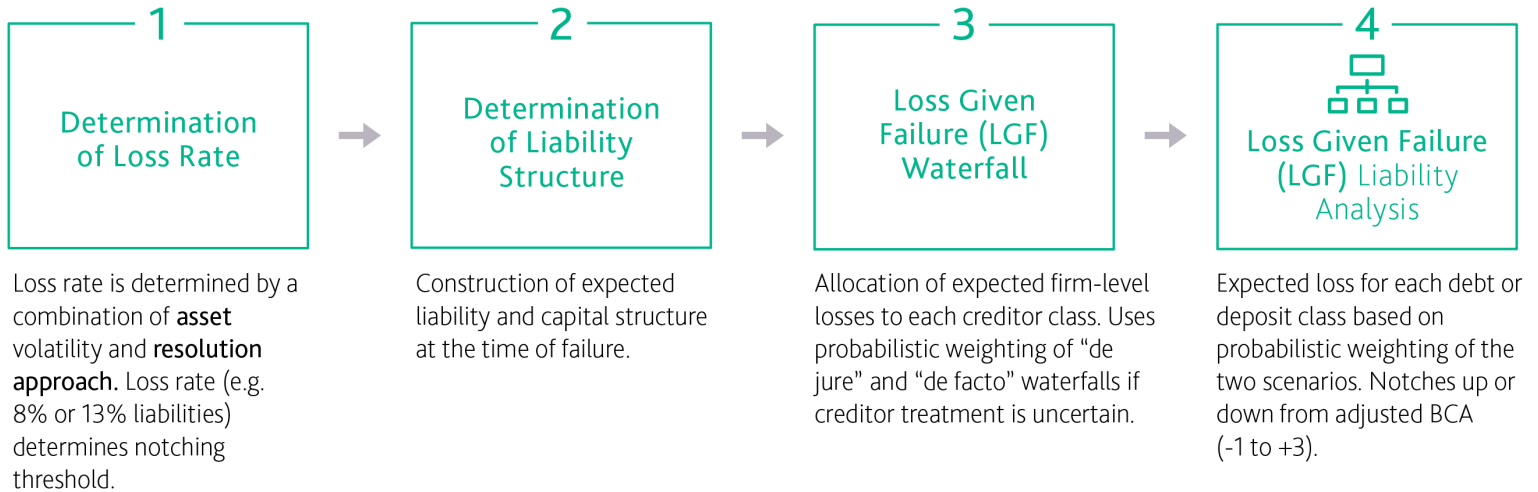 1
Determination
of Loss Rate
Loss rate is determined by a
combination of asset
volatility and resolution
approach. Loss rate (e.g.
8% or 13% liabilities)
determines notching
threshold.
2
Determination
of Liability
Structure
Construction of expected
liability and capital structure
at the time of failure.
3
Loss Given
Failure (LGF)
Waterfall
Allocation of expected firm-level
losses to each creditor class. Uses
probabilistic weighting of “de
jure” and “de facto” waterfalls if
creditor treatment is uncertain.
4
Loss Given Failure
(LGF) Liability
Analysis
Expected loss for each debt or
deposit class based on
probabilistic weighting of the
two scenarios. Notches up or
down from adjusted BCA
(-1 to +3).